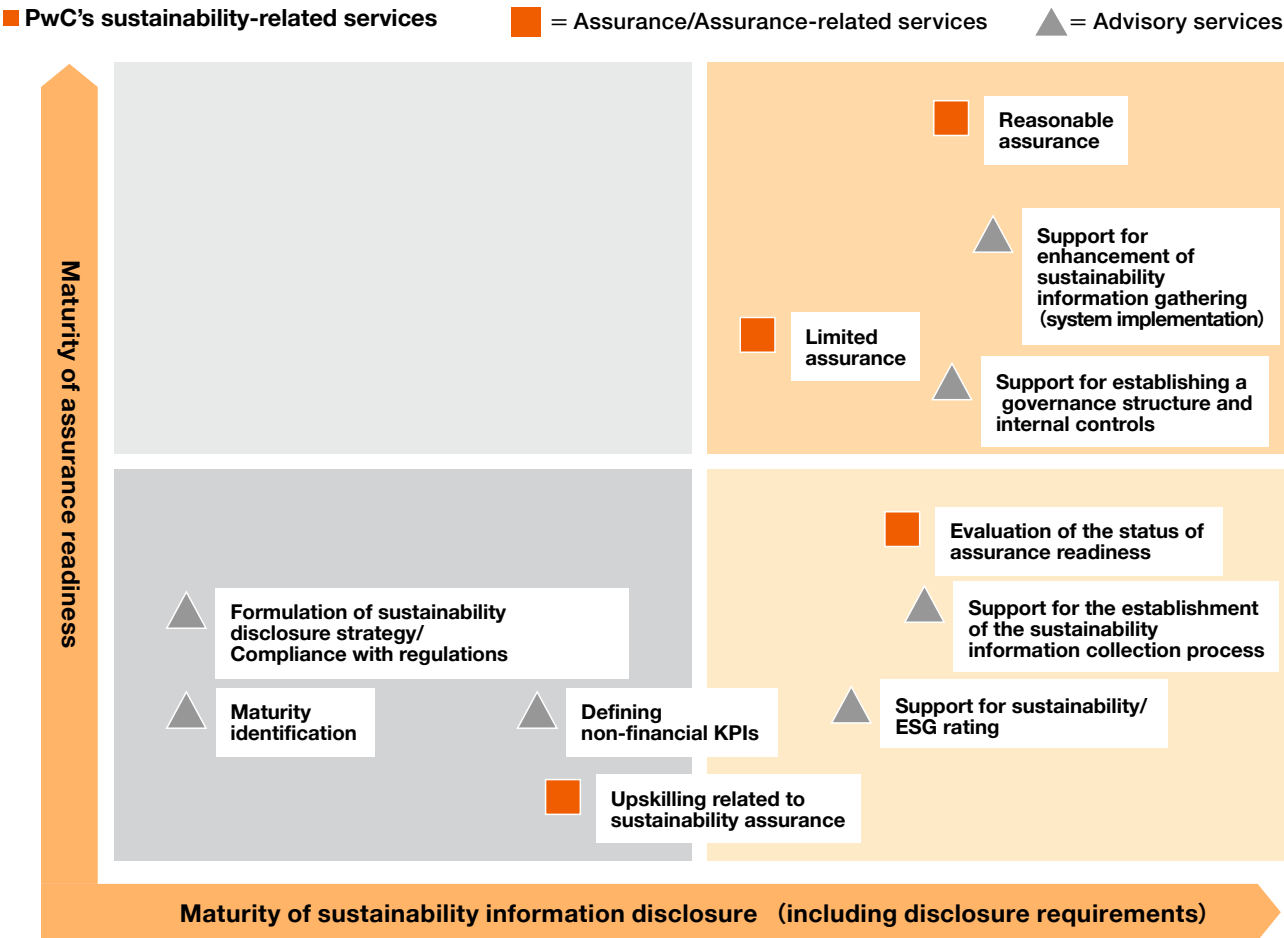 PwC’s sustainability-related services
= Assurance/Assurance-related services
= Advisory services
Maturity of assurance readiness
Reasonable
assurance
Support for
enhancement of
sustainability
information gathering
（system implementation）
Limited
assurance
Support for establishing a
governance structure and
internal controls
Evaluation of the status of
assurance readiness
Formulation of sustainability
disclosure strategy/
Compliance with regulations
Support for the establishment
of the sustainability
information collection process
Maturity
identification
Defining
non-financial KPIs
Support for sustainability/
ESG rating
Upskilling related to
sustainability assurance
Maturity of sustainability information disclosure （including disclosure requirements）